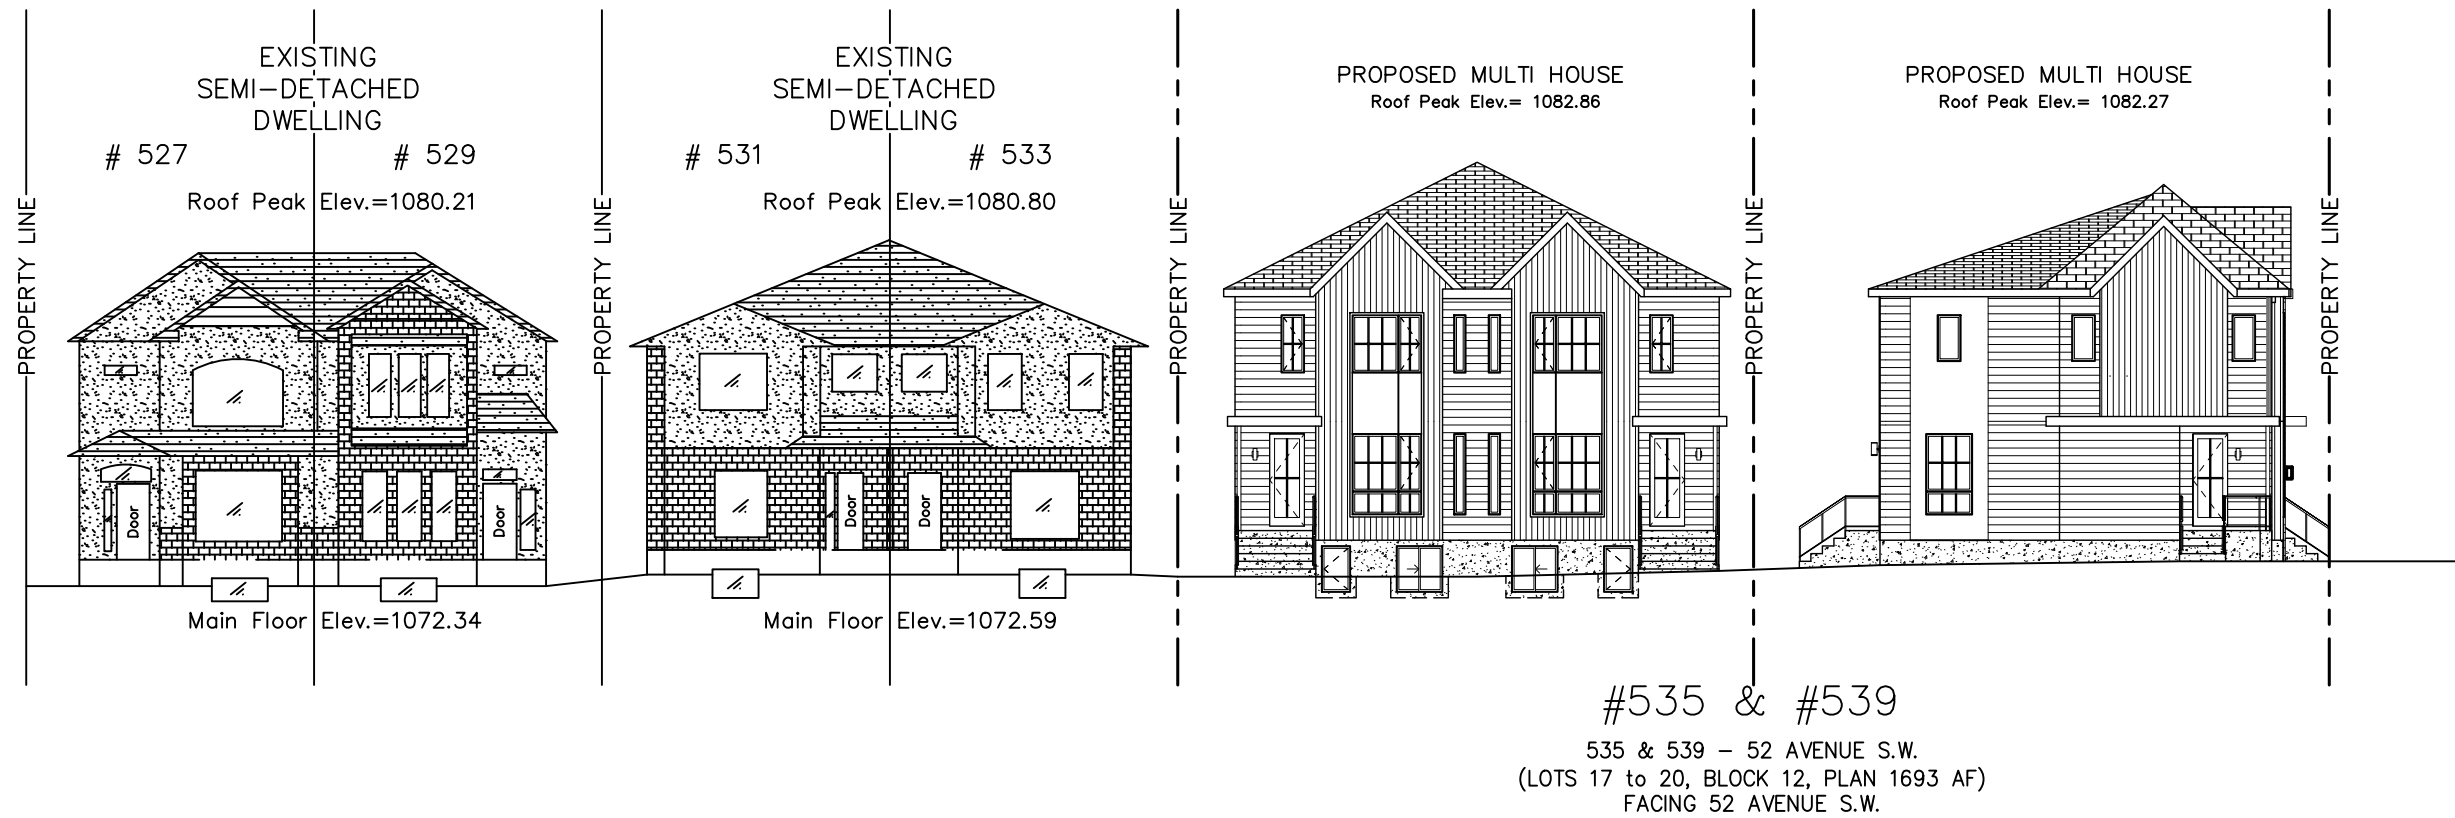 EXISTING
SEMI-DETACHED
DWELLING
# 527
# 529
Roof Peak Elev.=1080.21
EXISTING
SEMI-DETACHED
DWELLING
# 531
# 533
Roof Peak Elev.=1080.80
PROPOSED MULTI HOUSE
Roof Peak Elev.= 1082.86
PROPOSED MULTI HOUSE
Roof Peak Elev.= 1082.27
PROPERTY LINE
PROPERTY LINE
PROPERTY LINE
PROPERTY LINE
PROPERTY LINE
Door
Door
Door
Door
Main Floor Elev.=1072.34
Main Floor Elev.=1072.59
#535 & #539
535 & 539 - 52 AVENUE S.W.
(LOTS 17 to 20, BLOCK 12, PLAN 1693 AF)
FACING 52 AVENUE S.W.